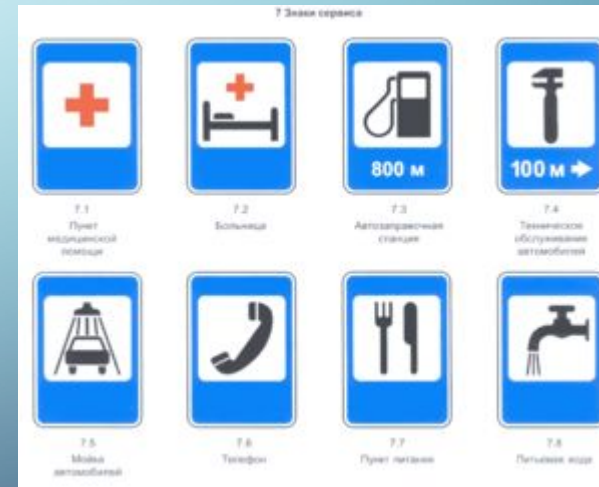 7 Знаки сервиса
800 м
100 м
7.1
7.2
7.3
7.4
Пункт
медицинской
помощи
Больница
Автозаправочная
станция
Техническое
обслуживание
автомобилей
7.5
7.6
7.7
7.8
Мойка
автомобилей
Телефон
Пункт питания
Питьевая вода